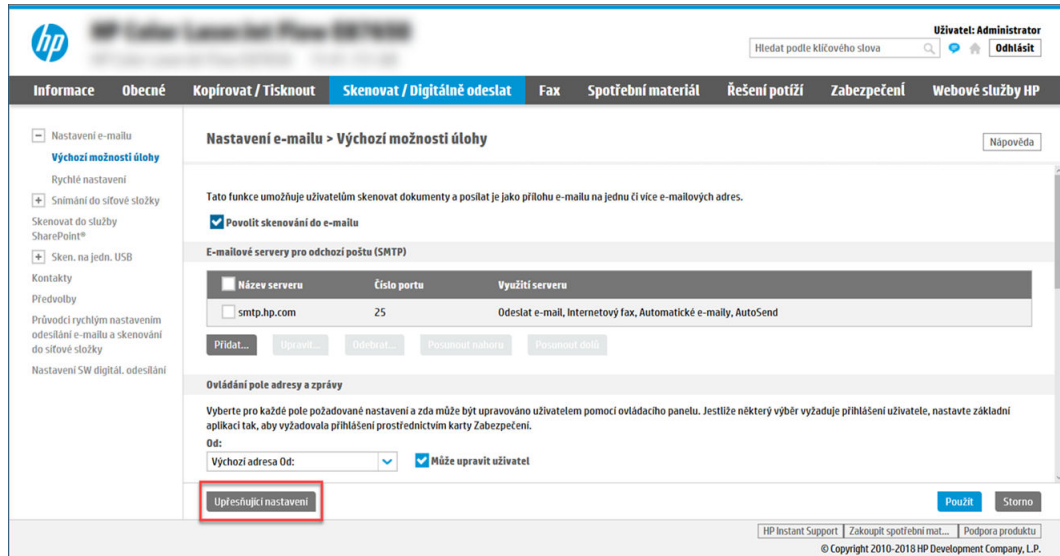 hp
Uživatel: Administrator
Hledat podle klíčového slova
Odhlásit
Informace Obecné Kopírovat / Tisknout Skenovat / Digitálně odeslat Fax Spotřební materiál Řešení potíží Zabezpečení Webové služby HP
Nastavení e-mailu
Výchozí možnosti úlohy
Rychlé nastavení
Snímání do síťové složky
Skenovat do služby
SharePoint®
Sken. na jedn. USB
Kontakty
Předvolby
Průvodci rychlým nastavením
odesílání e-mailu a skenování
do síťové složky
Nastavení SW digitál. odesílání
Nastavení e-mailu > Výchozí možnosti úlohy
Nápověda
Tato funkce umožňuje uživatelům skenovat dokumenty a posílat je jako přílohu e-mailu na jednu či více e-mailových adres.
Povolit skenování do e-mailu
E-mailové servery pro odchozí poštu (SMTP)
Název serveru Číslo portu Využití serveru
smtp.hp.com 25 Odeslat e-mail, Internetový fax, Automatické e-maily, AutoSend
Přidat... Upravit... Odebrat... Posunout nahoru Posunout dolů
Ovládání pole adresy a zprávy
Vyberte pro každé pole požadované nastavení a zda může být upravováno uživatelem pomocí ovládacího panelu. Jestliže některý výběr vyžaduje přihlášení uživatele, nastavte základní
aplikaci tak, aby vyžadovala přihlášení prostřednictvím karty Zabezpečení.
Od:
Výchozí adresa Od: Může upravit uživatel
Upřesňující nastavení
Použít Storno
HP Instant Support Zakoupit spotřební mat... Podpora produktu
© Copyright 2010-2018 HP Development Company, L.P.